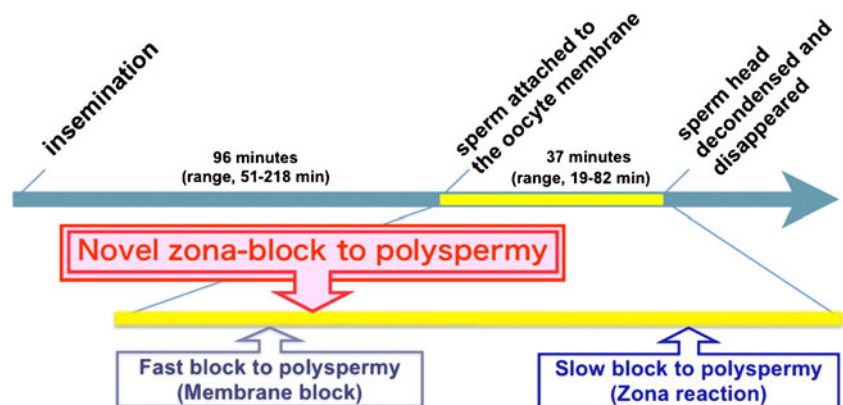 insemination
sperm attached to
the oocyte membrane
sperm head
decondensed and
disappeared
96 minutes
(range, 51-218 min)
37 minutes
(range, 19-82 min)
Novel zona-block to polyspermy
Fast block to polyspermy
(Membrane block)
Slow block to polyspermy
(Zona reaction)